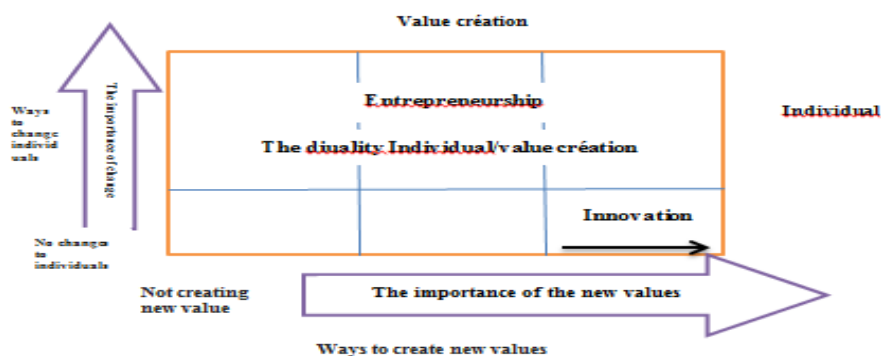 Value création
Entrepreneurship
The diuality Individual/value création
Individual
Ways
to
change
individ
uals
The importance of change
No changes
to
individuals
Innovation
Not creating
new value
The importance of the new values
Ways to create new values